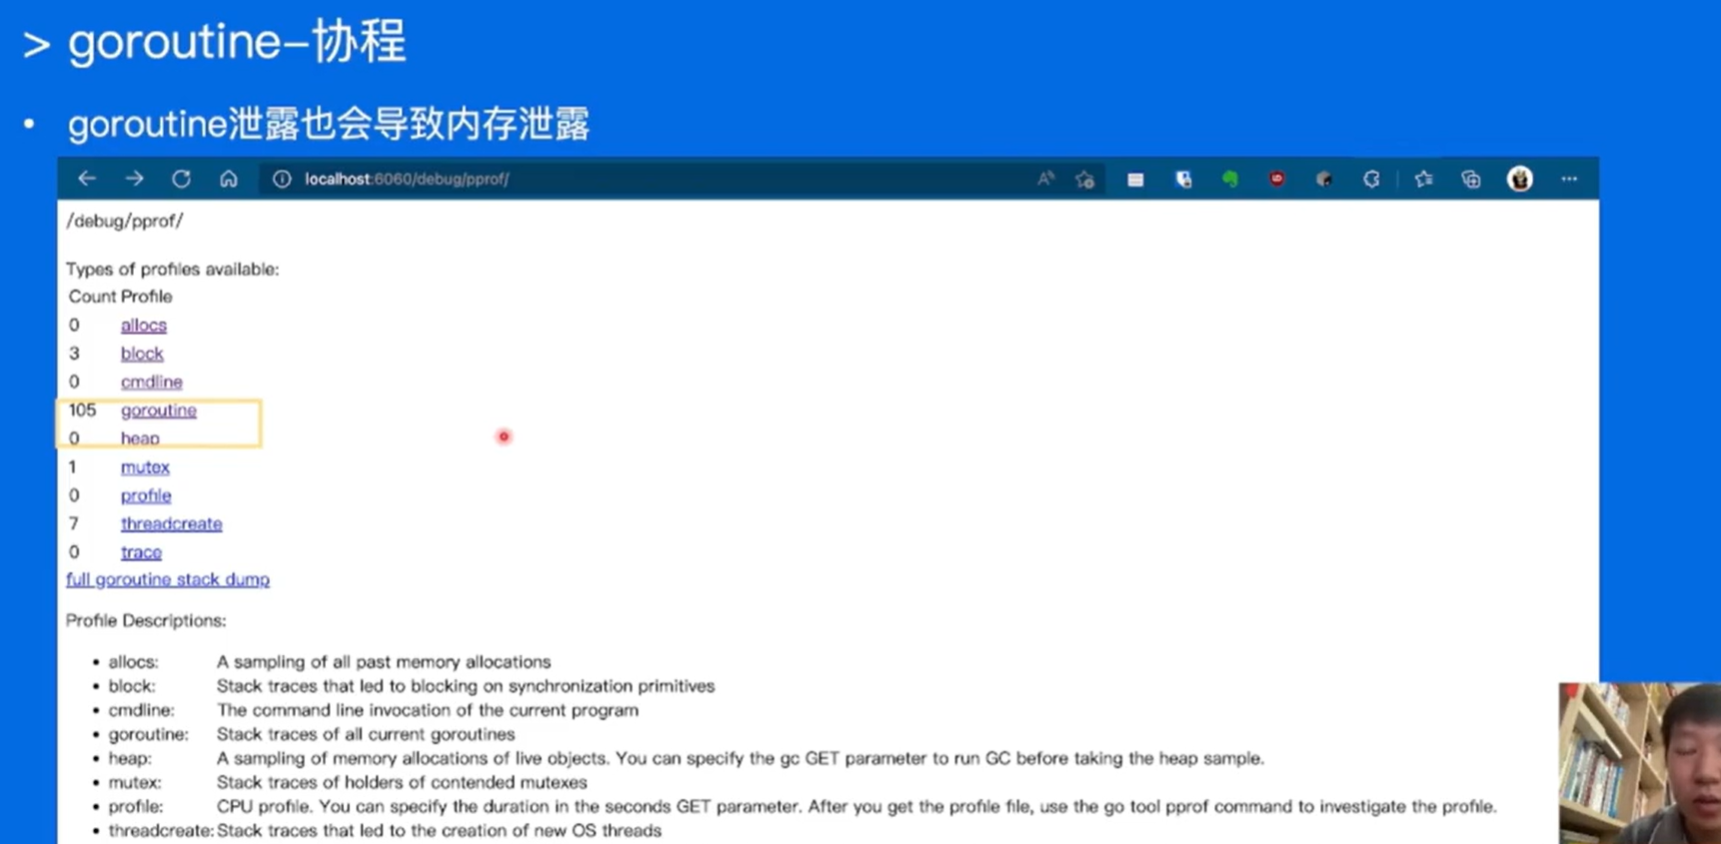 > goroutine-协程
• goroutine泄露也会导致内存泄露
localhost:6060/debug/pprof/
/debug/pprof/
Types of profiles available:
Count Profile
0 allocs
3 block
0 cmdline
105 goroutine
0 heap
1 mutex
0 profile
7 threadcreate
0 trace
full goroutine stack dump
Profile Descriptions:
• allocs: A sampling of all past memory allocations
• block: Stack traces that led to blocking on synchronization primitives
• cmdline: The command line invocation of the current program
• goroutine: Stack traces of all current goroutines
• heap: A sampling of memory allocations of live objects. You can specify the gc GET parameter to run GC before taking the heap sample.
• mutex: Stack traces of holders of contended mutexes
• profile: CPU profile. You can specify the duration in the seconds GET parameter. After you get the profile file, use the go tool pprof command to investigate the profile.
• threadcreate: Stack traces that led to the creation of new OS threads